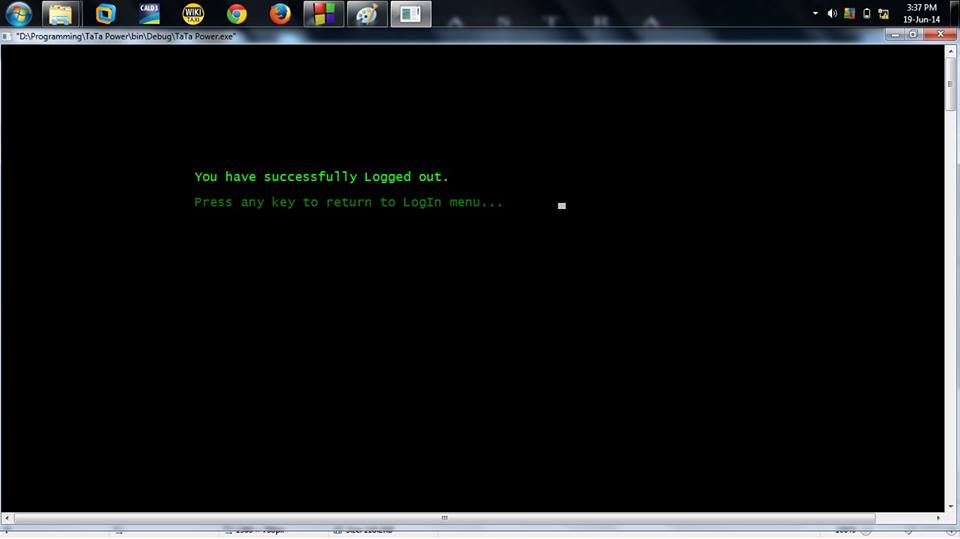 CALD3
WIKI
TAXI
A S T R A
3:37 PM
19-Jun-14
"D:\Programming\TaTa Power\bin\Debug\TaTa Power.exe"
You have successfully Logged out.
Press any key to return to LogIn menu...